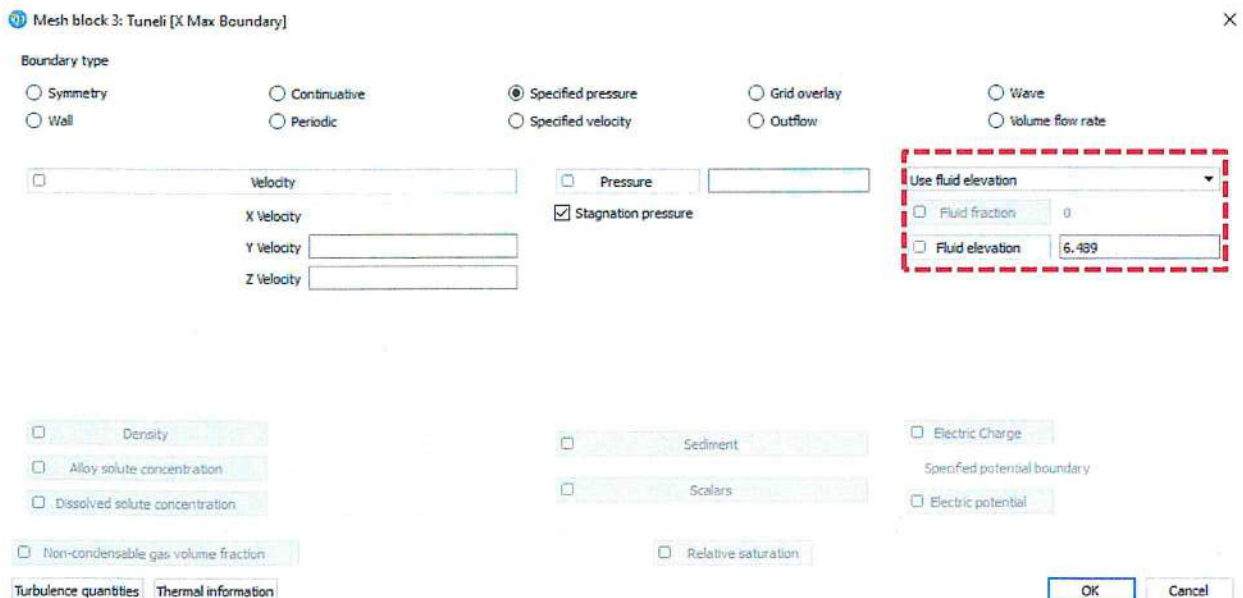 Mesh block 3: Tuneli [X Max Boundary]
Boundary type
Symmetry Continuative Specified pressure Grid overlay Wave
Wall Periodic Specified velocity Outflow Volume flow rate
Velocity Pressure Use fluid elevation
X Velocity Stagnation pressure Fluid fraction 0
Y Velocity Fluid elevation 6.489
Z Velocity
Density Sediment Electric Charge
Alloy solute concentration Specified potential boundary
Dissolved solute concentration Scalars Electric potential
Non-condensable gas volume fraction Relative saturation
Turbulence quantities Thermal information OK Cancel